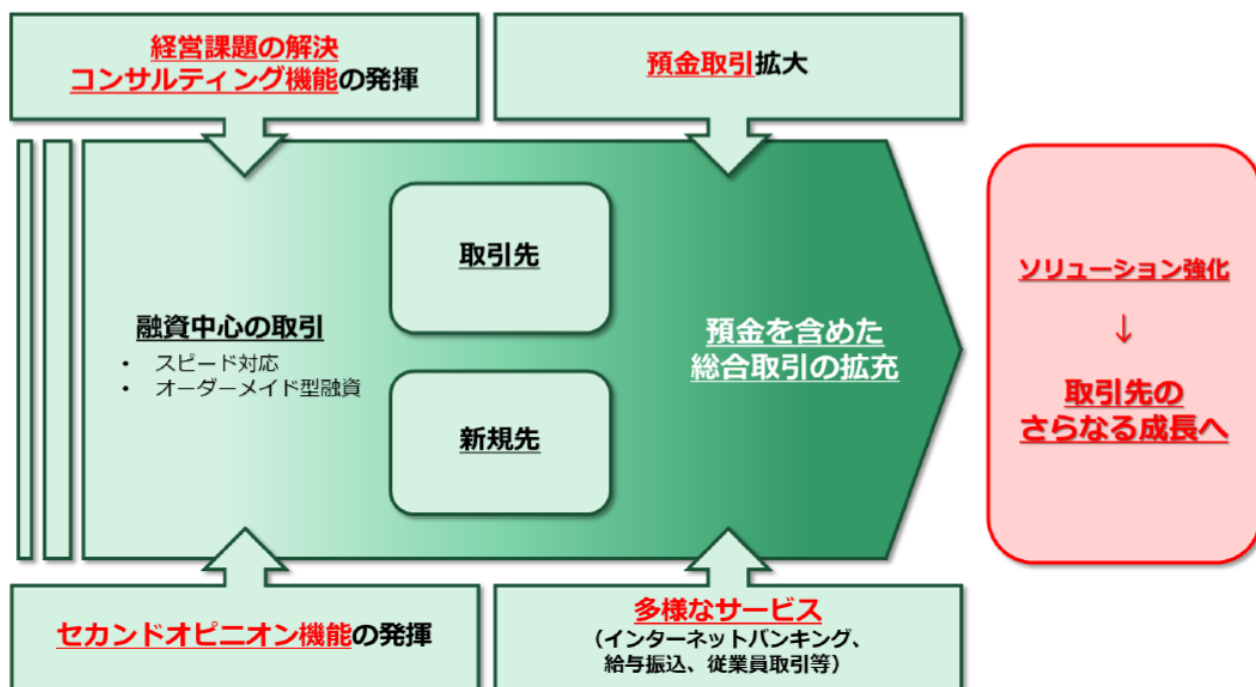 経営課題の解決
コンサルティング機能の発揮
預金取引拡大
取引先
融資中心の取引
• スピード対応
• オーダーメイド型融資
新規先
預金を含めた
総合取引の拡充
ソリューション強化
↓
取引先の
さらなる成長へ
セカンドオピニオン機能の発揮
多様なサービス
（インターネットバンキング、
給与振込、従業員取引等）